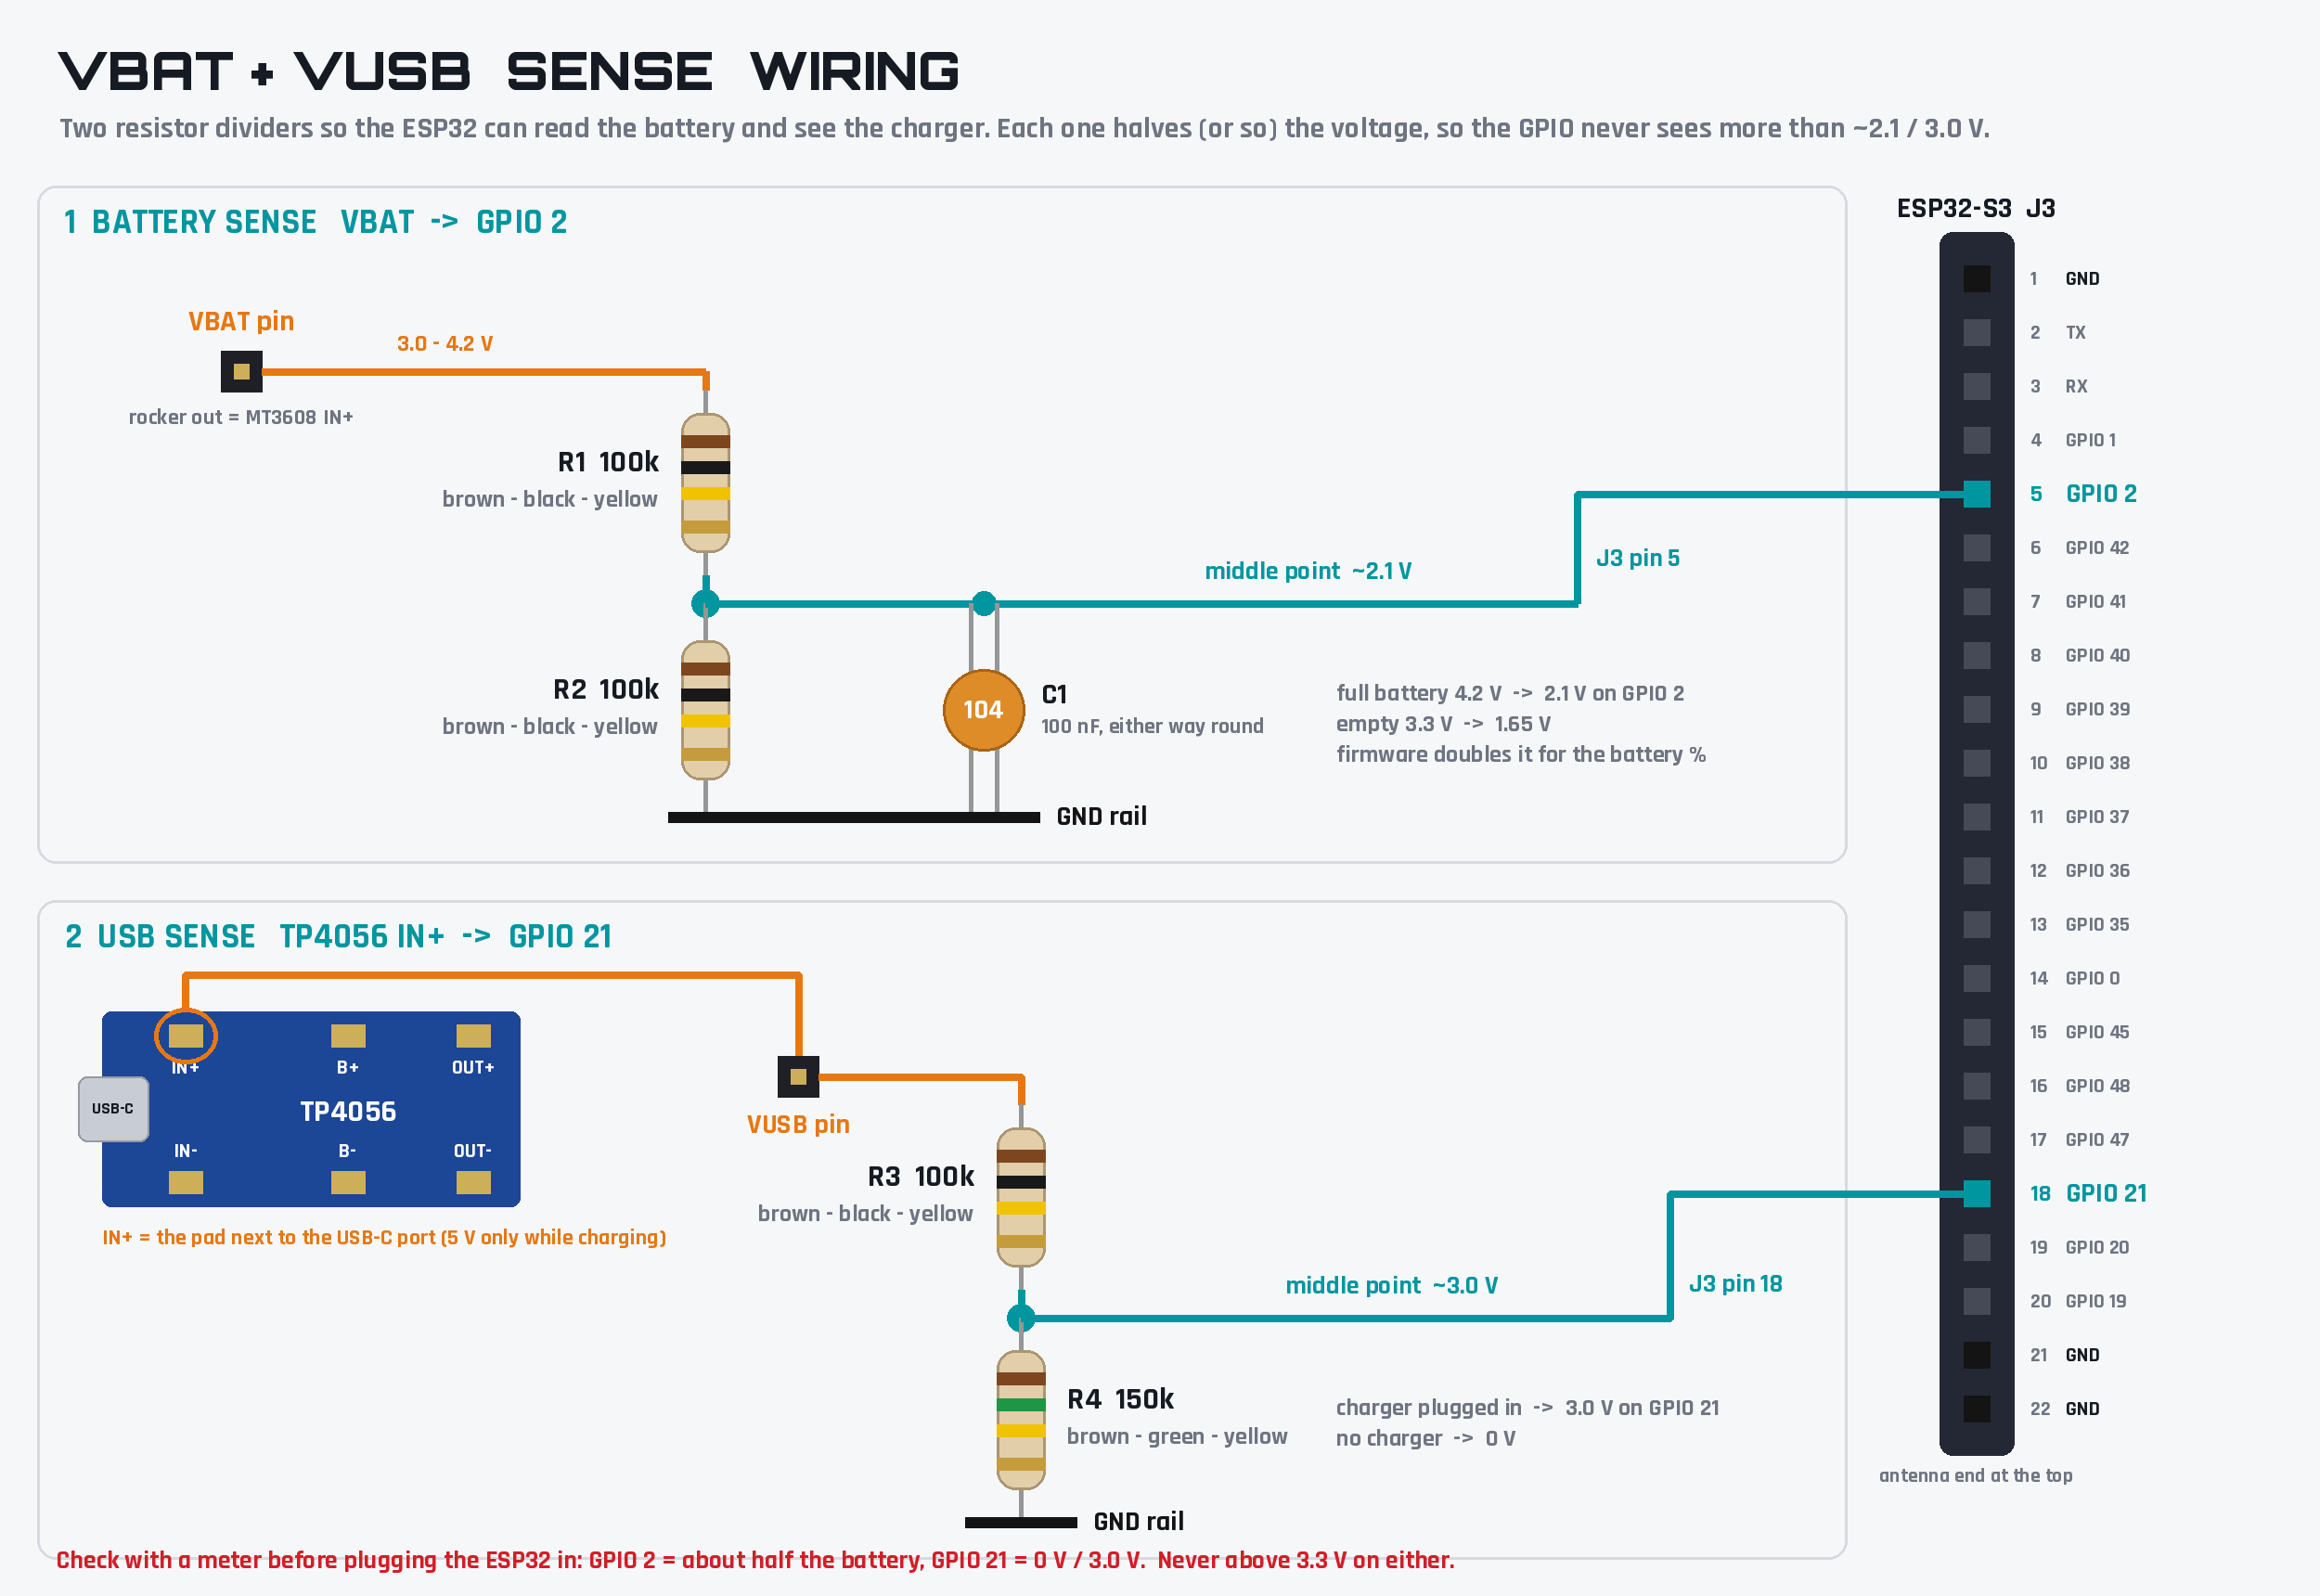 VBAT + VUSB SENSE WIRING
Two resistor dividers so the ESP32 can read the battery and see the charger. Each one halves (or so) the voltage, so the GPIO never sees more than ~2.1 / 3.0 V.
1 BATTERY SENSE VBAT -> GPIO 2
VBAT pin
3.0 - 4.2 V
rocker out = MT3608 IN+
R1 100k
brown - black - yellow
middle point ~2.1 V
J3 pin 5
R2 100k
brown - black - yellow
104
C1
100 nF, either way round
full battery 4.2 V -> 2.1 V on GPIO 2
empty 3.3 V -> 1.65 V
firmware doubles it for the battery %
GND rail
2 USB SENSE TP4056 IN+ -> GPIO 21
IN+
B+
OUT+
USB-C
TP4056
IN-
B-
OUT-
IN+ = the pad next to the USB-C port (5 V only while charging)
VUSB pin
R3 100k
brown - black - yellow
middle point ~3.0 V
J3 pin 18
R4 150k
brown - green - yellow
charger plugged in -> 3.0 V on GPIO 21
no charger -> 0 V
GND rail
Check with a meter before plugging the ESP32 in: GPIO 2 = about half the battery, GPIO 21 = 0 V / 3.0 V. Never above 3.3 V on either.
ESP32-S3 J3
1 GND
2 TX
3 RX
4 GPIO 1
5 GPIO 2
6 GPIO 42
7 GPIO 41
8 GPIO 40
9 GPIO 39
10 GPIO 38
11 GPIO 37
12 GPIO 36
13 GPIO 35
14 GPIO 0
15 GPIO 45
16 GPIO 48
17 GPIO 47
18 GPIO 21
19 GPIO 20
20 GPIO 19
21 GND
22 GND
antenna end at the top